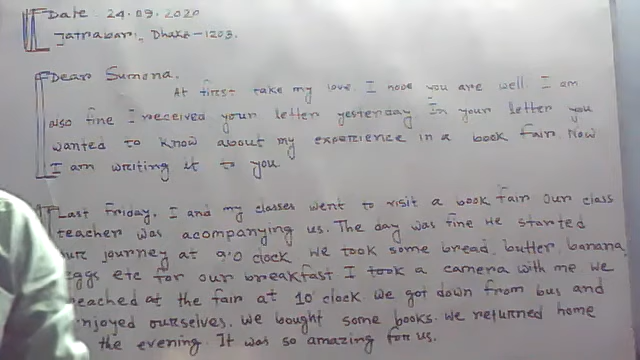 Date: 24.09.2020
Jatrabari, Dhaka-1203.
Dear Sumona,
At first take my love. I hope you are well. I am
also fine I received your letter yesterday. In your letter you
wanted to know about my experience in a book fair. Now
I am writing it to you.
Last Friday, I and my classes went to visit a book fair our class
teacher was acompanying us. The day was fine He started
our journey at 9.0 clock we took some bread, butter, banana,
eggs etc for our breakfast I took a camera with me we
reached at the fair at 10 clock we got down from bus and
enjoyed ourselves. we bought some books. we returned home
the evening. It was so amazing for us.